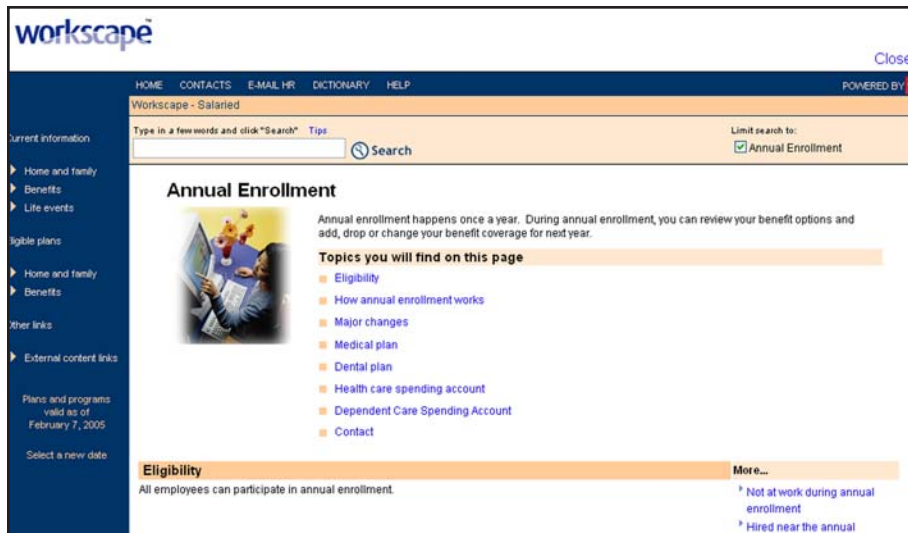 workscape
Close
HOME CONTACTS E-MAIL HR DICTIONARY HELP POWERED BY
Workscape - Salaried
Type in a few words and click "Search" Tips
Limit search to:
Search
Annual Enrollment
Current information
Home and family
Benefits
Life events
Eligible plans
Home and family
Benefits
Other links
External content links
Plans and programs
valid as of
February 7, 2005
Select a new date
Annual Enrollment
Annual enrollment happens once a year. During annual enrollment, you can review your benefit options and
add, drop or change your benefit coverage for next year.
Topics you will find on this page
Eligibility
How annual enrollment works
Major changes
Medical plan
Dental plan
Health care spending account
Dependent Care Spending Account
Contact
Eligibility
All employees can participate in annual enrollment.
More...
Not at work during annual
enrollment
Hired near the annual